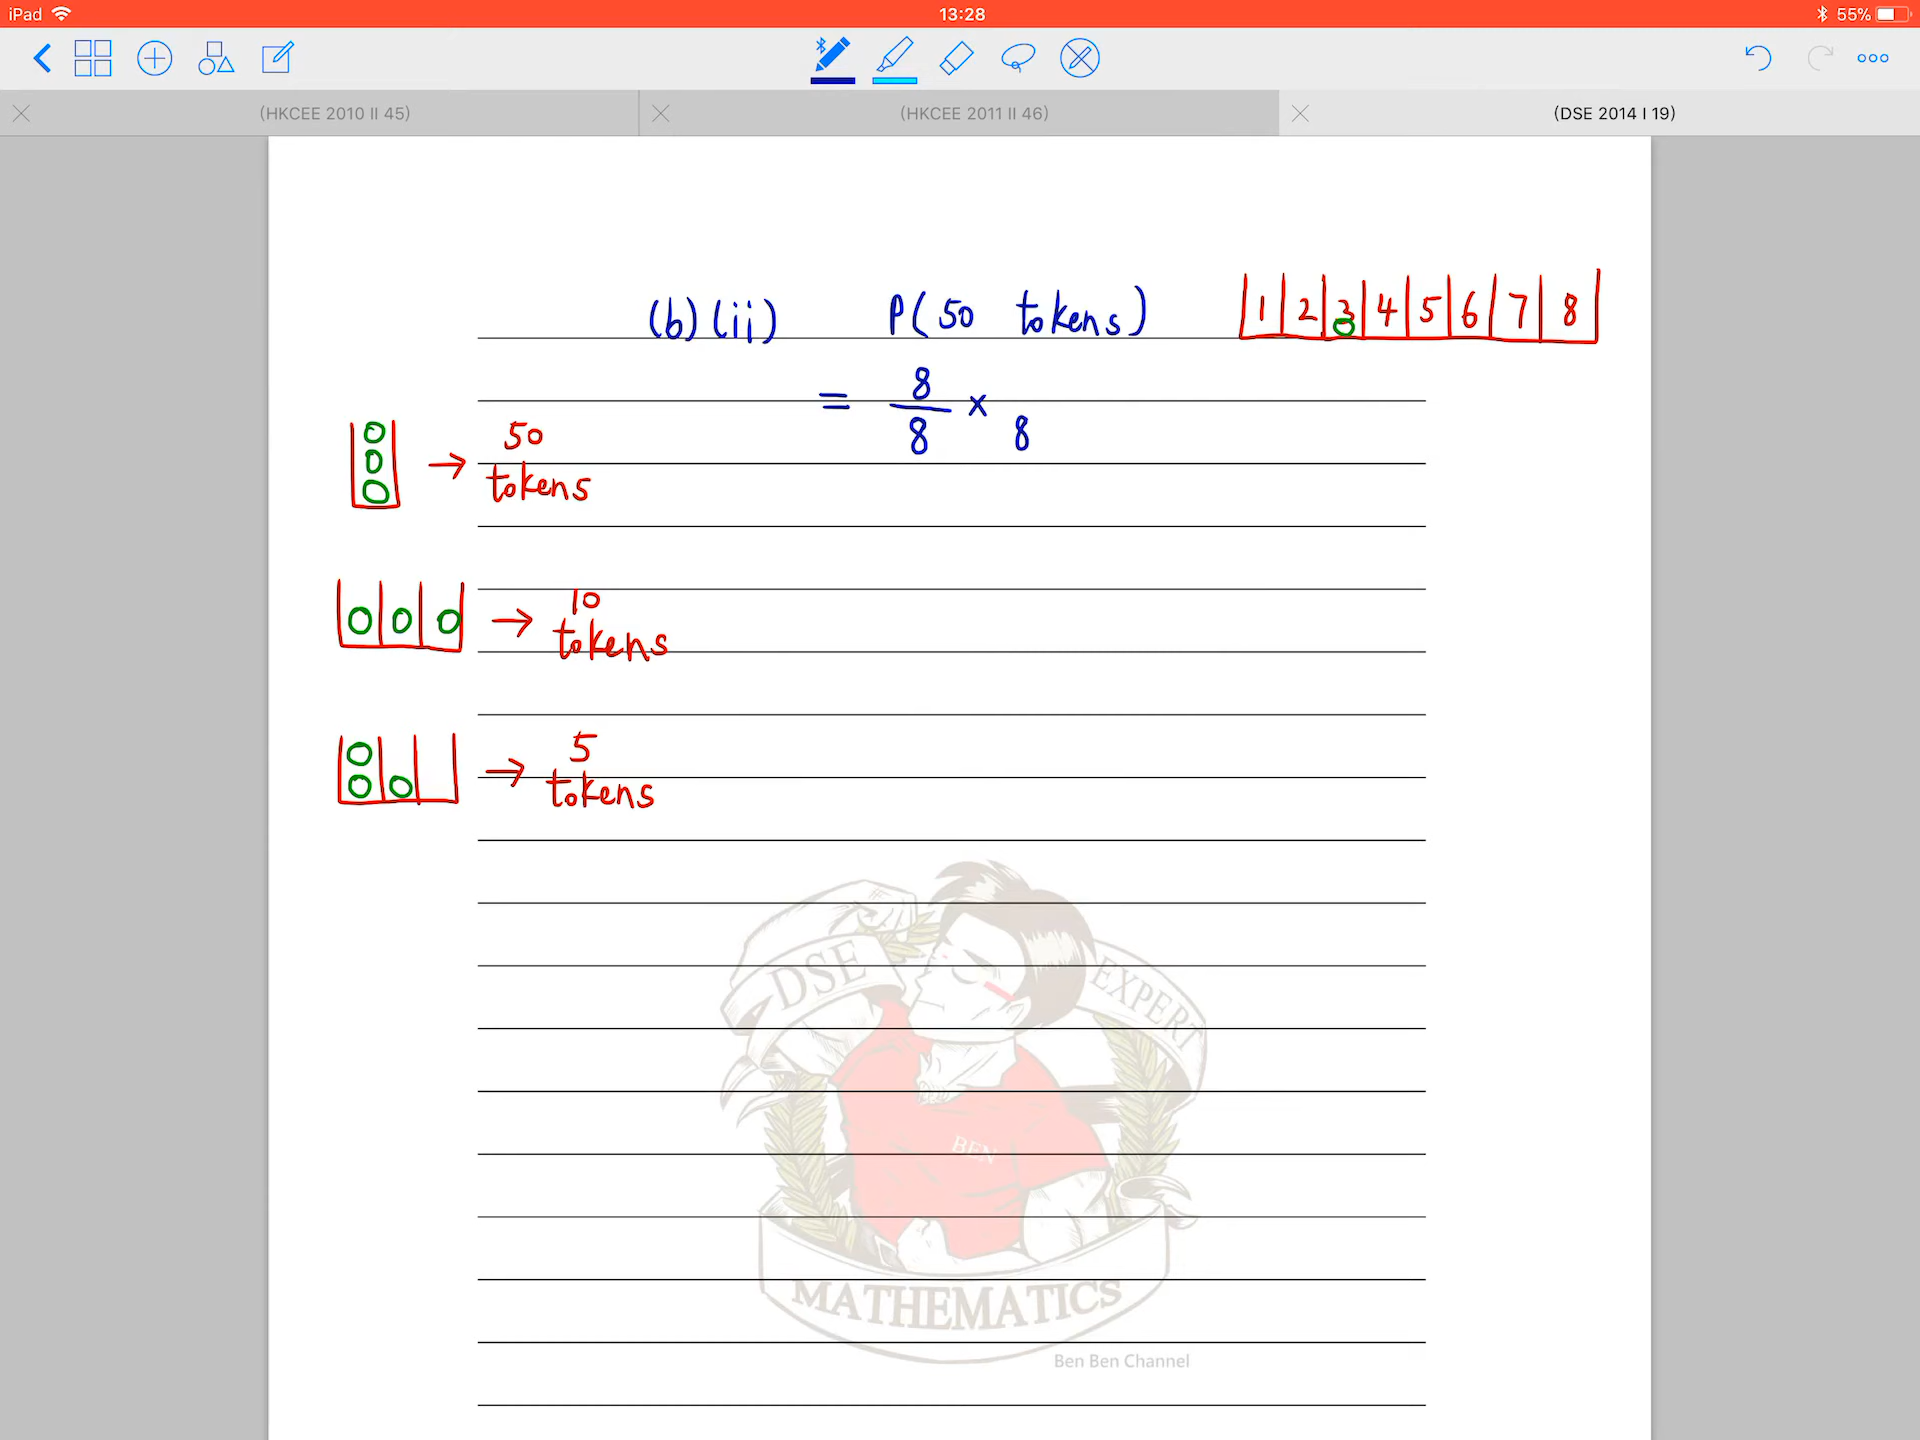 iPad 13:28 55%
(HKCEE 2010 II 45) (HKCEE 2011 II 46) (DSE 2014 I 19)
(b)(ii) P(50 tokens) 1 2 3 4 5 6 7 8
= 8/8 × 8
50
tokens
10
tokens
5
tokens
DSE EXPERT
BEN
MATHEMATICS
Ben Ben Channel